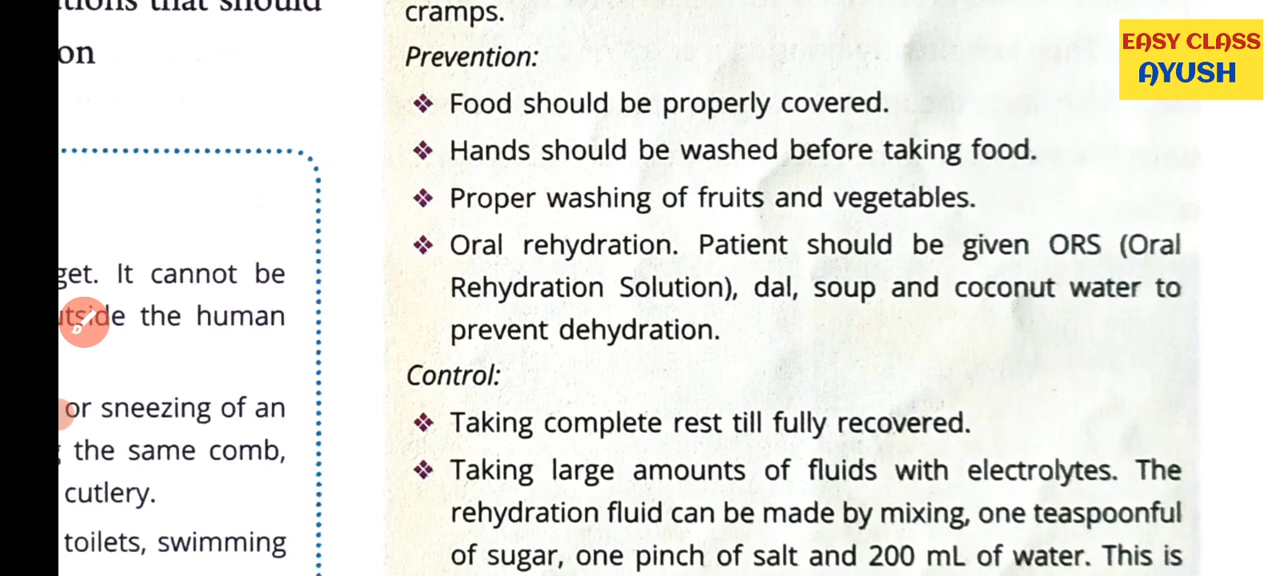 tions that should
on
get. It cannot be
the human
or sneezing of an
the same comb,
cutlery.
toilets, swimming
cramps.
Prevention:
❖ Food should be properly covered.
❖ Hands should be washed before taking food.
❖ Proper washing of fruits and vegetables.
❖ Oral rehydration. Patient should be given ORS (Oral
Rehydration Solution), dal, soup and coconut water to
prevent dehydration.
Control:
❖ Taking complete rest till fully recovered.
❖ Taking large amounts of fluids with electrolytes. The
rehydration fluid can be made by mixing, one teaspoonful
of sugar, one pinch of salt and 200 mL of water. This is
EASY CLASS
AYUSH